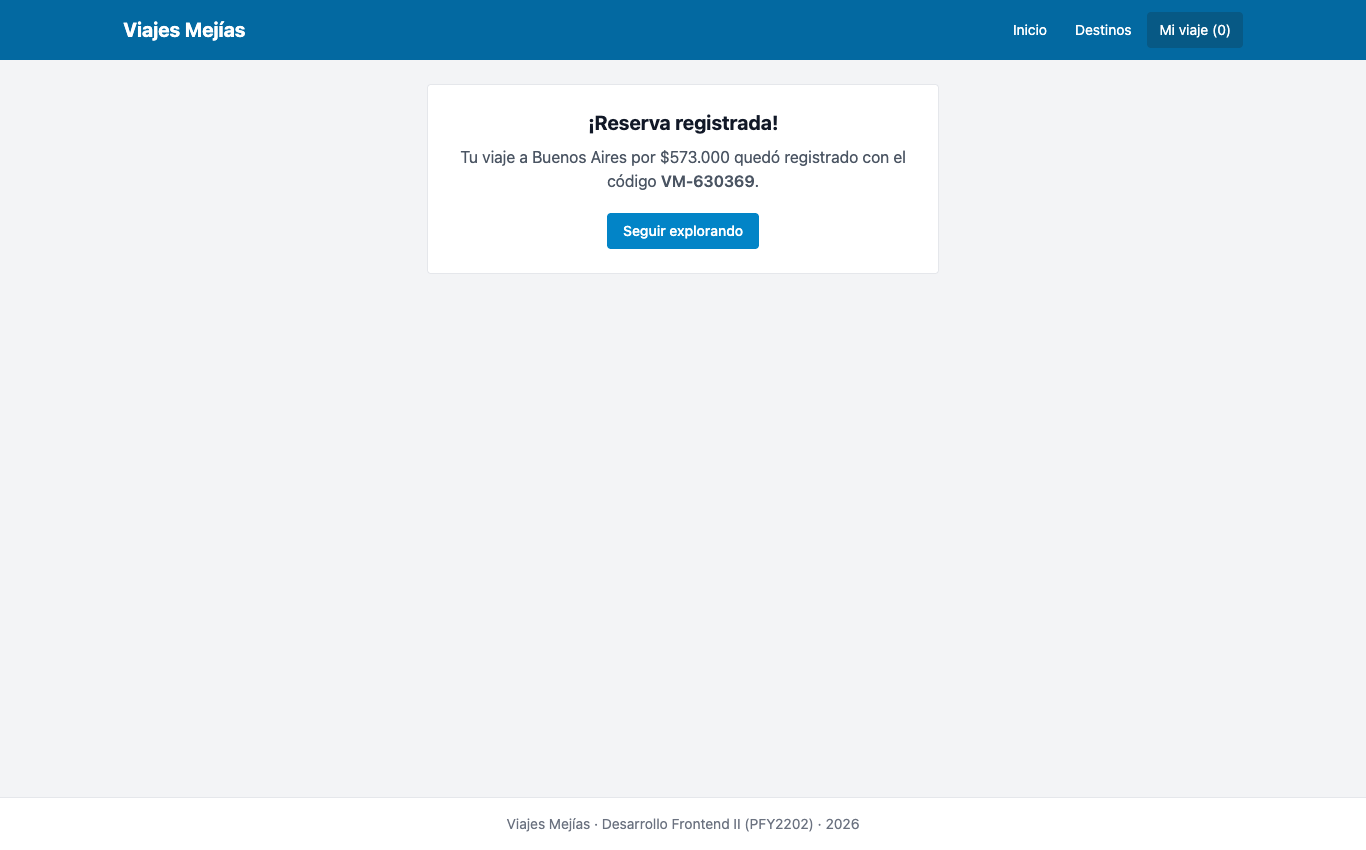 Viajes Mejías
Inicio
Destinos
Mi viaje (0)
¡Reserva registrada!
Tu viaje a Buenos Aires por $573.000 quedó registrado con el
código VM-630369.
Seguir explorando
Viajes Mejías · Desarrollo Frontend II (PFY2202) · 2026